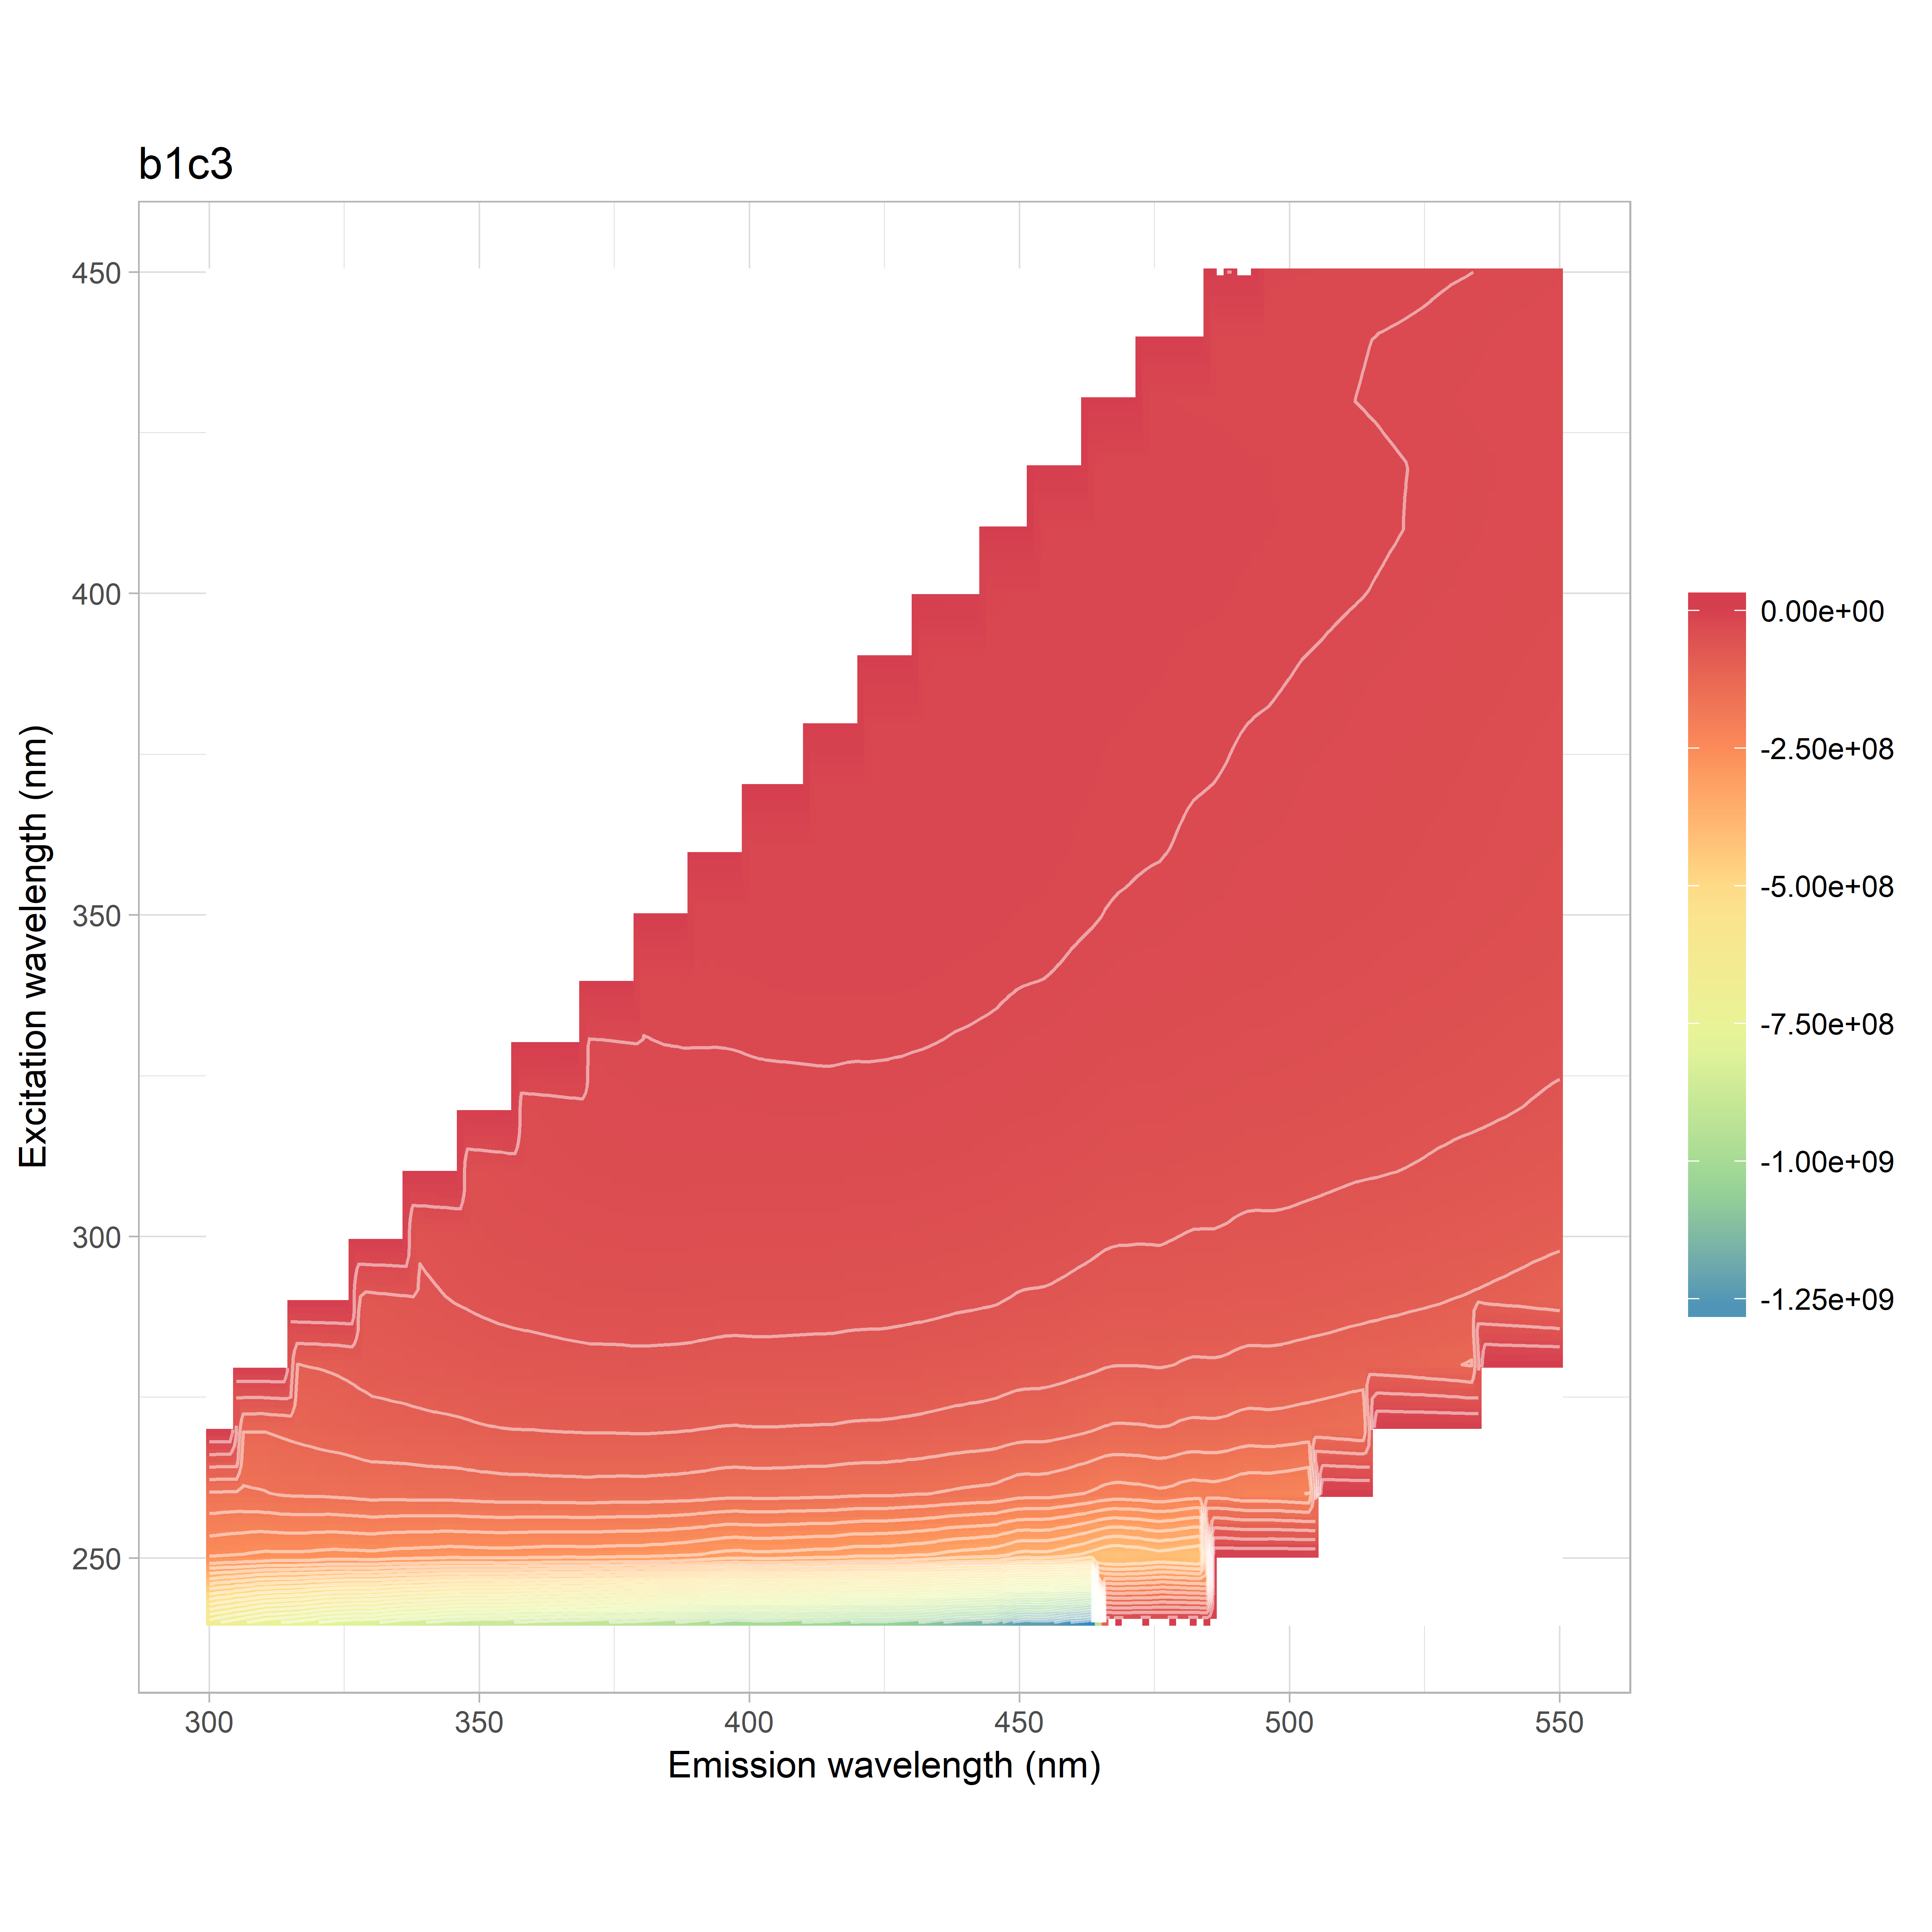 b1c3
450
400
350
300
250
Excitation wavelength (nm)
300 350 400 450 500 550
Emission wavelength (nm)
0.00e+00
-2.50e+08
-5.00e+08
-7.50e+08
-1.00e+09
-1.25e+09